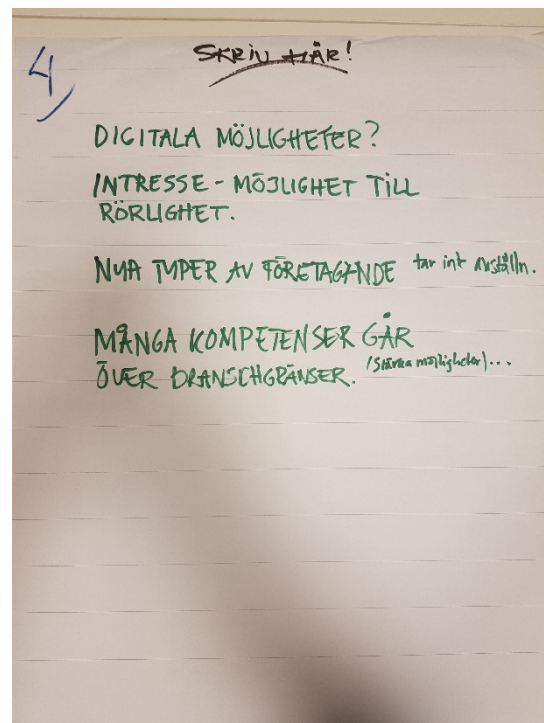 4
SKRIV HÄR!
DIGITALA MÖJLIGHETER?
INTRESSE - MÖJLIGHET TILL
RÖRLIGHET.
NYA TYPER AV FÖRETAGANDE tar int anställn.
MÅNGA KOMPETENSER GÅR
ÖVER BRANSCHGRÄNSER. (Stärka möjligheter)...